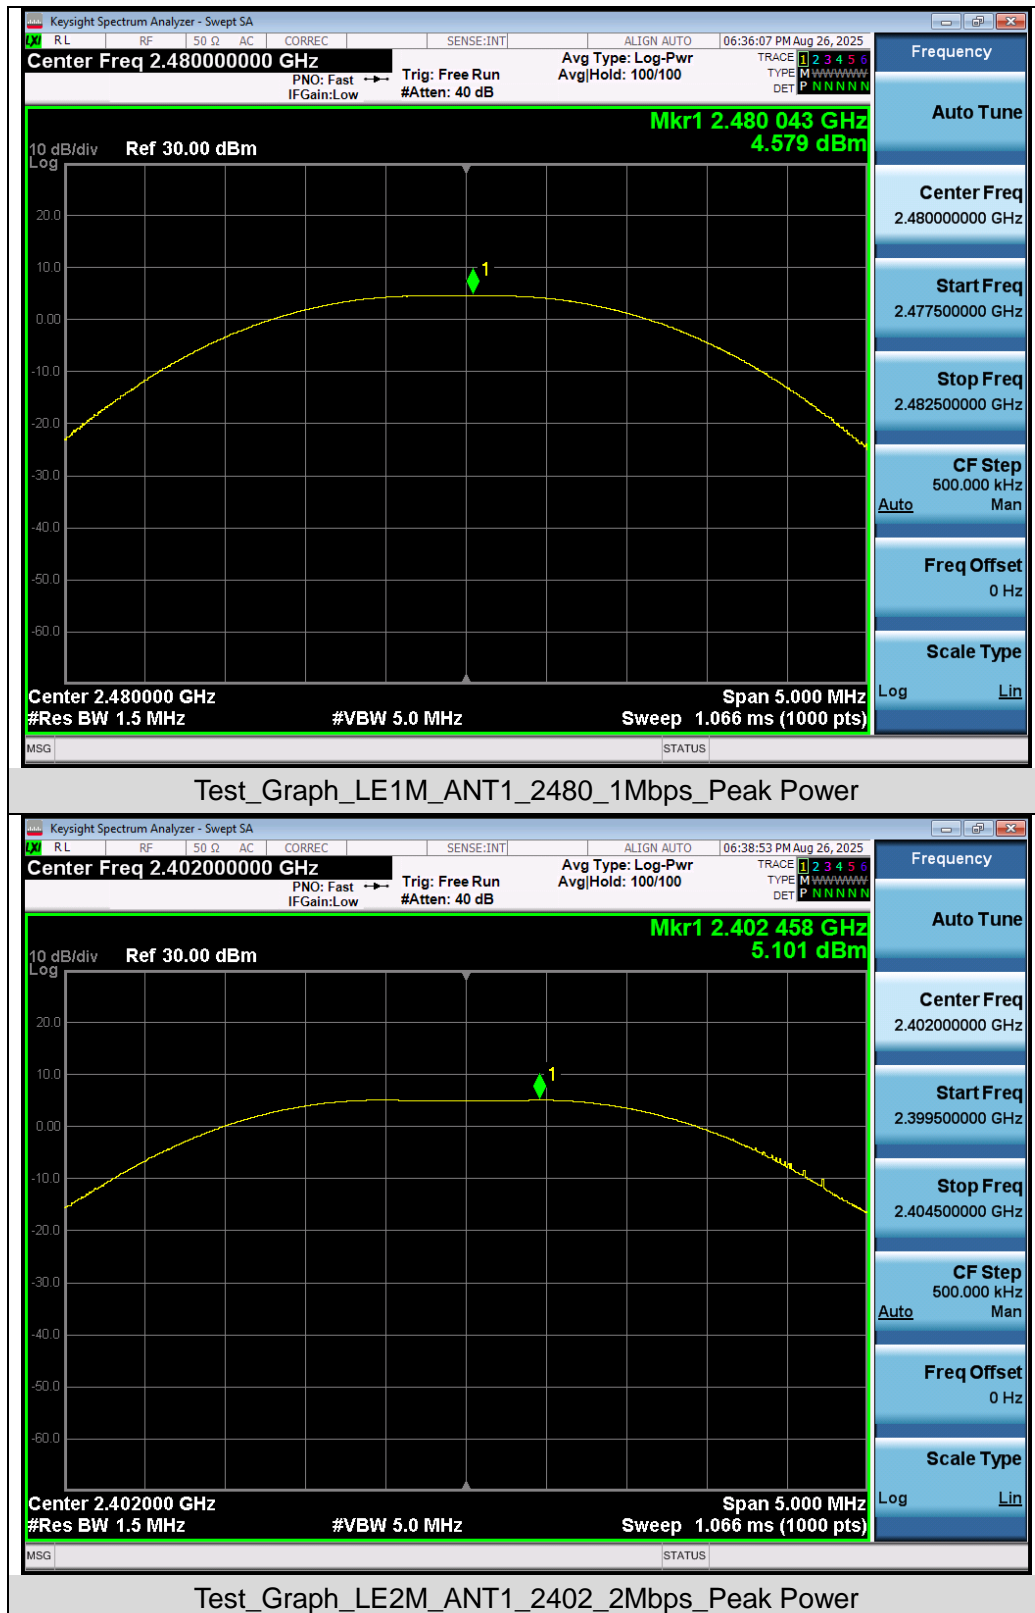 Keysight Spectrum Analyzer - Swept SA
LXI RL RF 50 Ω AC CORREC SENSE:INT ALIGN AUTO 06:36:07 PM Aug 26, 2025
Center Freq 2.480000000 GHz
PNO: Fast
IFGain:Low
Trig: Free Run
#Atten: 40 dB
Avg Type: Log-Pwr
Avg|Hold: 100/100
TRACE 1 2 3 4 5 6
TYPE M W W W W W
DET P N N N N N
Mkr1 2.480 043 GHz
4.579 dBm
10 dB/div Ref 30.00 dBm
Log
20.0
10.0
1
0.00
-10.0
-20.0
-30.0
-40.0
-50.0
-60.0
Center 2.480000 GHz Span 5.000 MHz
#Res BW 1.5 MHz #VBW 5.0 MHz Sweep 1.066 ms (1000 pts)
MSG STATUS
Frequency
Auto Tune
Center Freq
2.480000000 GHz
Start Freq
2.477500000 GHz
Stop Freq
2.482500000 GHz
CF Step
500.000 kHz
Auto Man
Freq Offset
0 Hz
Scale Type
Log Lin
Test_Graph_LE1M_ANT1_2480_1Mbps_Peak Power
Keysight Spectrum Analyzer - Swept SA
LXI RL RF 50 Ω AC CORREC SENSE:INT ALIGN AUTO 06:38:53 PM Aug 26, 2025
Center Freq 2.402000000 GHz
PNO: Fast
IFGain:Low
Trig: Free Run
#Atten: 40 dB
Avg Type: Log-Pwr
Avg|Hold: 100/100
TRACE 1 2 3 4 5 6
TYPE M W W W W W
DET P N N N N N
Mkr1 2.402 458 GHz
5.101 dBm
10 dB/div Ref 30.00 dBm
Log
20.0
10.0
1
0.00
-10.0
-20.0
-30.0
-40.0
-50.0
-60.0
Center 2.402000 GHz Span 5.000 MHz
#Res BW 1.5 MHz #VBW 5.0 MHz Sweep 1.066 ms (1000 pts)
MSG STATUS
Frequency
Auto Tune
Center Freq
2.402000000 GHz
Start Freq
2.399500000 GHz
Stop Freq
2.404500000 GHz
CF Step
500.000 kHz
Auto Man
Freq Offset
0 Hz
Scale Type
Log Lin
Test_Graph_LE2M_ANT1_2402_2Mbps_Peak Power